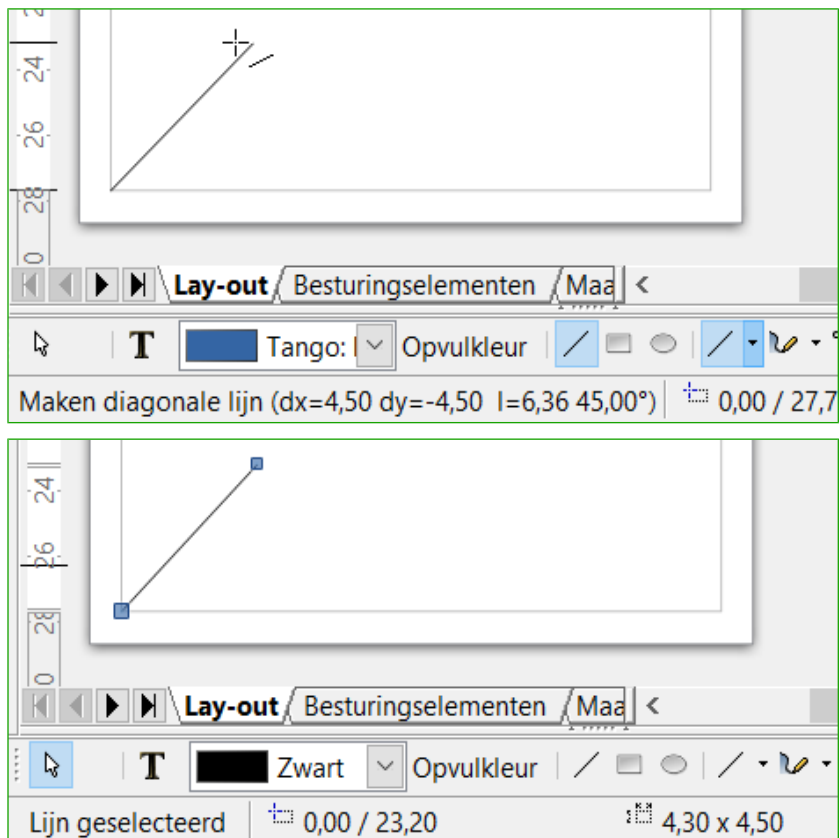 24
26
28
0
Lay-out Besturingselementen Maa
T Tango: Opvulkleur
Maken diagonale lijn (dx=4,50 dy=-4,50 l=6,36 45,00°) 0,00 / 27,7
24
26
28
0
Lay-out Besturingselementen Maa
T Zwart Opvulkleur
Lijn geselecteerd 0,00 / 23,20 4,30 x 4,50